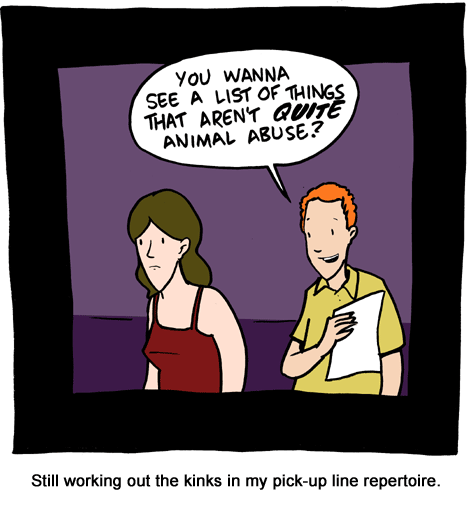 YOU WANNA
SEE A LIST OF THINGS
THAT AREN'T QUITE
ANIMAL ABUSE?
Still working out the kinks in my pick-up line repertoire.